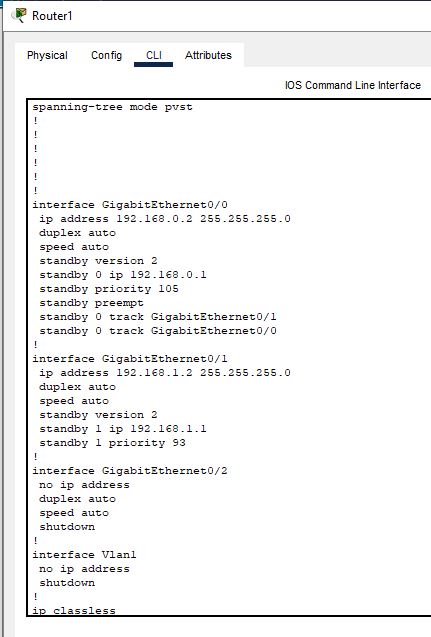 Router1
Physical Config CLI Attributes
IOS Command Line Interface
spanning-tree mode pvst
!
!
!
!
!
!
interface GigabitEthernet0/0
ip address 192.168.0.2 255.255.255.0
duplex auto
speed auto
standby version 2
standby 0 ip 192.168.0.1
standby priority 105
standby preempt
standby 0 track GigabitEthernet0/1
standby 0 track GigabitEthernet0/0
!
interface GigabitEthernet0/1
ip address 192.168.1.2 255.255.255.0
duplex auto
speed auto
standby version 2
standby 1 ip 192.168.1.1
standby 1 priority 93
!
interface GigabitEthernet0/2
no ip address
duplex auto
speed auto
shutdown
!
interface Vlan1
no ip address
shutdown
!
ip classless